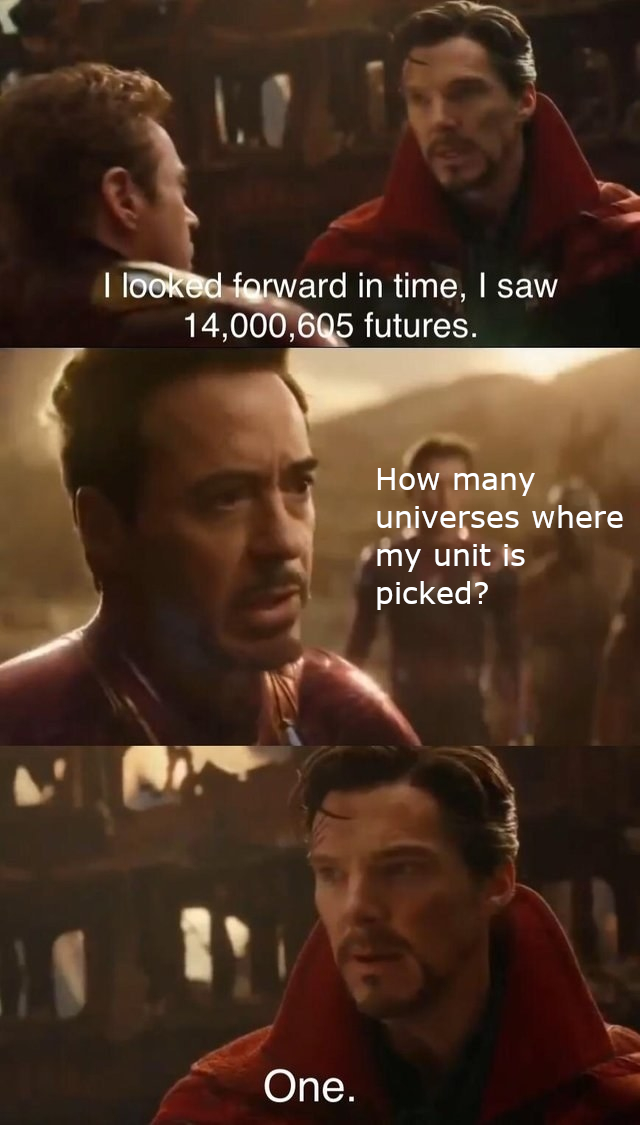 I looked forward in time, I saw
14,000,605 futures.
How many
universes where
my unit is
picked?
One.